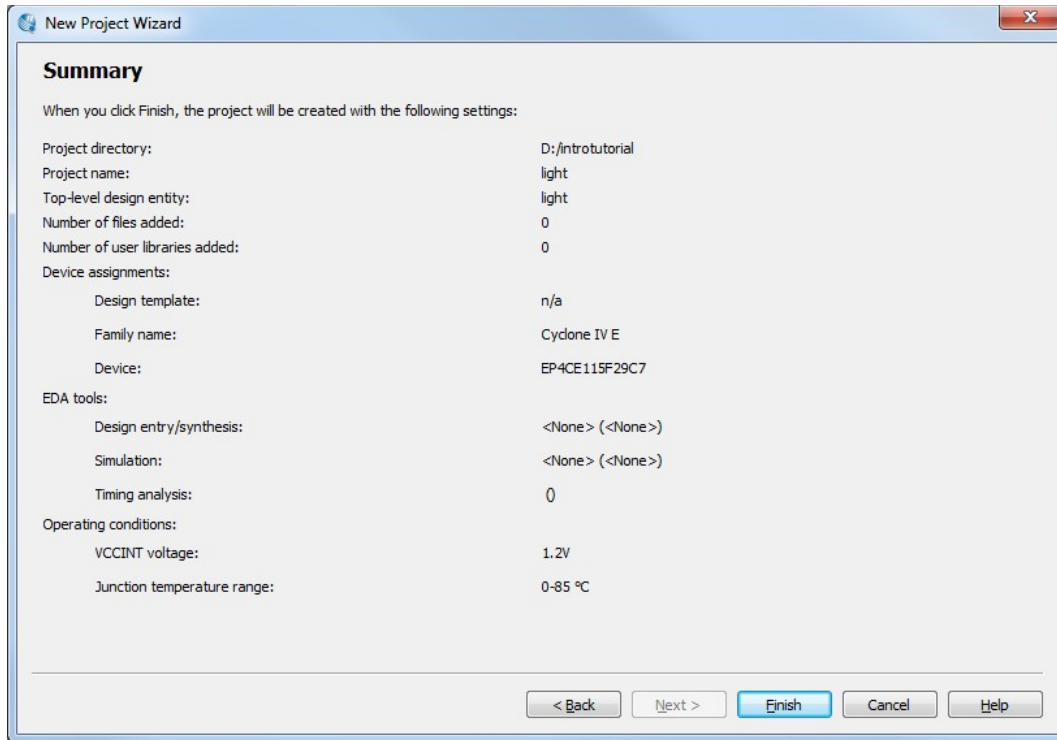 New Project Wizard
Summary
When you click Finish, the project will be created with the following settings:
Project directory: D:/introtutorial
Project name: light
Top-level design entity: light
Number of files added: 0
Number of user libraries added: 0
Device assignments:
Design template: n/a
Family name: Cyclone IV E
Device: EP4CE115F29C7
EDA tools:
Design entry/synthesis: <None> (<None>)
Simulation: <None> (<None>)
Timing analysis: ()
Operating conditions:
VCCINT voltage: 1.2V
Junction temperature range: 0-85 ºC
< Back Next > Finish Cancel Help